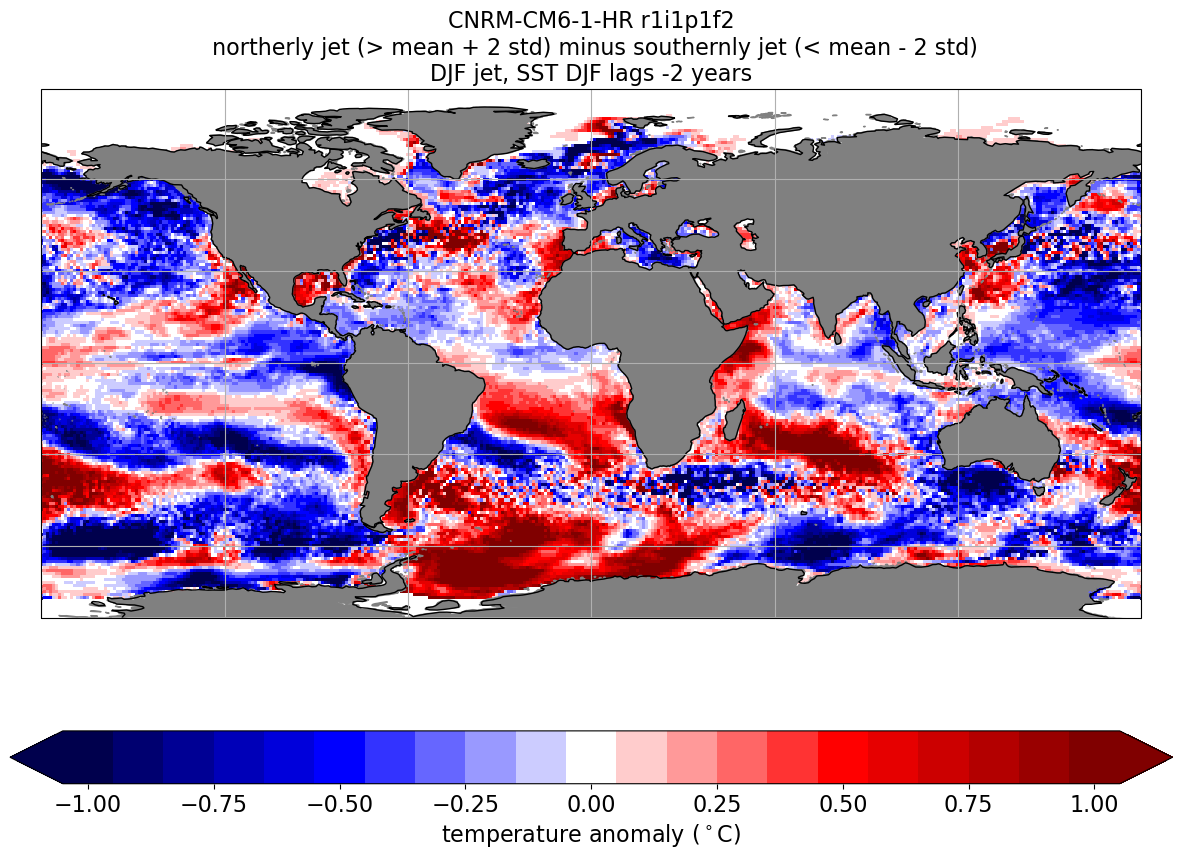 CNRM-CM6-1-HR r1i1p1f2
northerly jet (> mean + 2 std) minus southernly jet (< mean - 2 std)
DJF jet, SST DJF lags -2 years
−1.00 −0.75 −0.50 −0.25 0.00 0.25 0.50 0.75 1.00
temperature anomaly (°C)